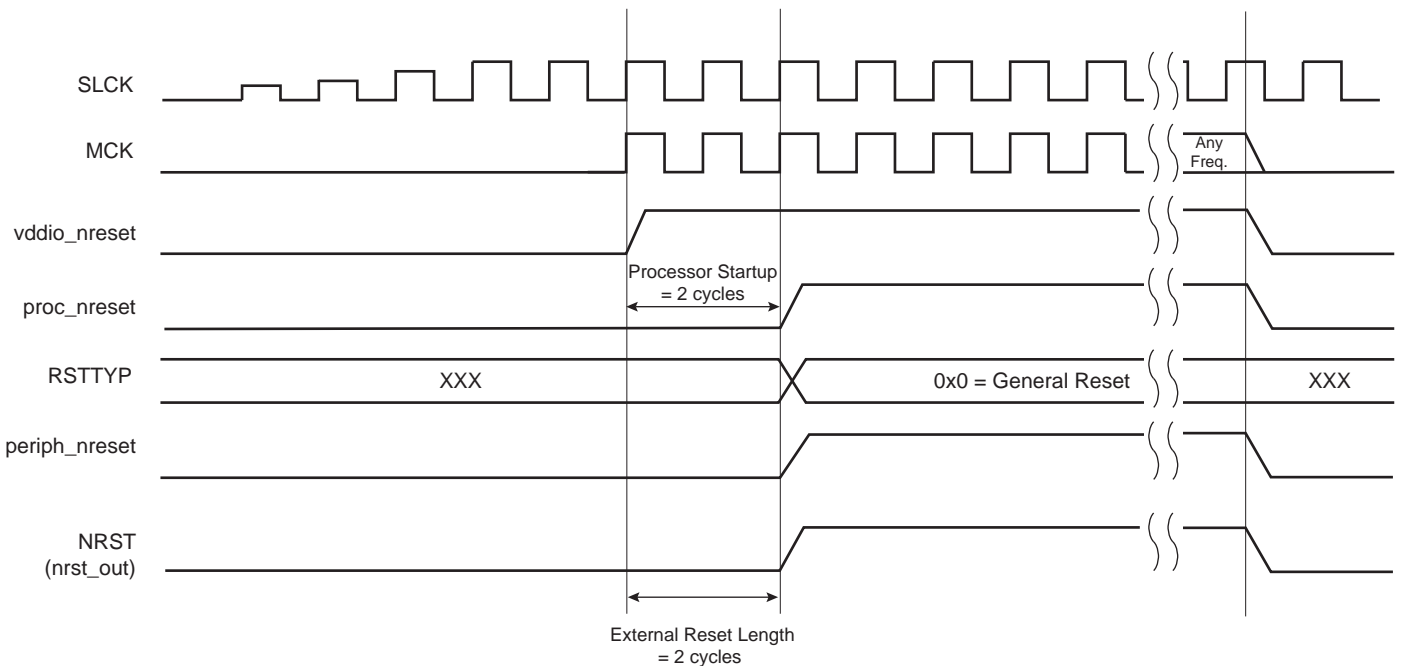 SLCK
MCK
Any
Freq.
vddio_nreset
Processor Startup
= 2 cycles
proc_nreset
RSTTYP
XXX
0x0 = General Reset
XXX
periph_nreset
NRST
(nrst_out)
External Reset Length
= 2 cycles